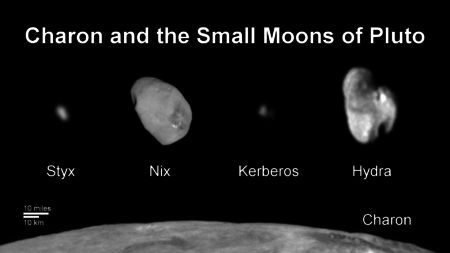 Charon and the Small Moons of Pluto
Styx
Nix
Kerberos
Hydra
10 miles
10 km
Charon